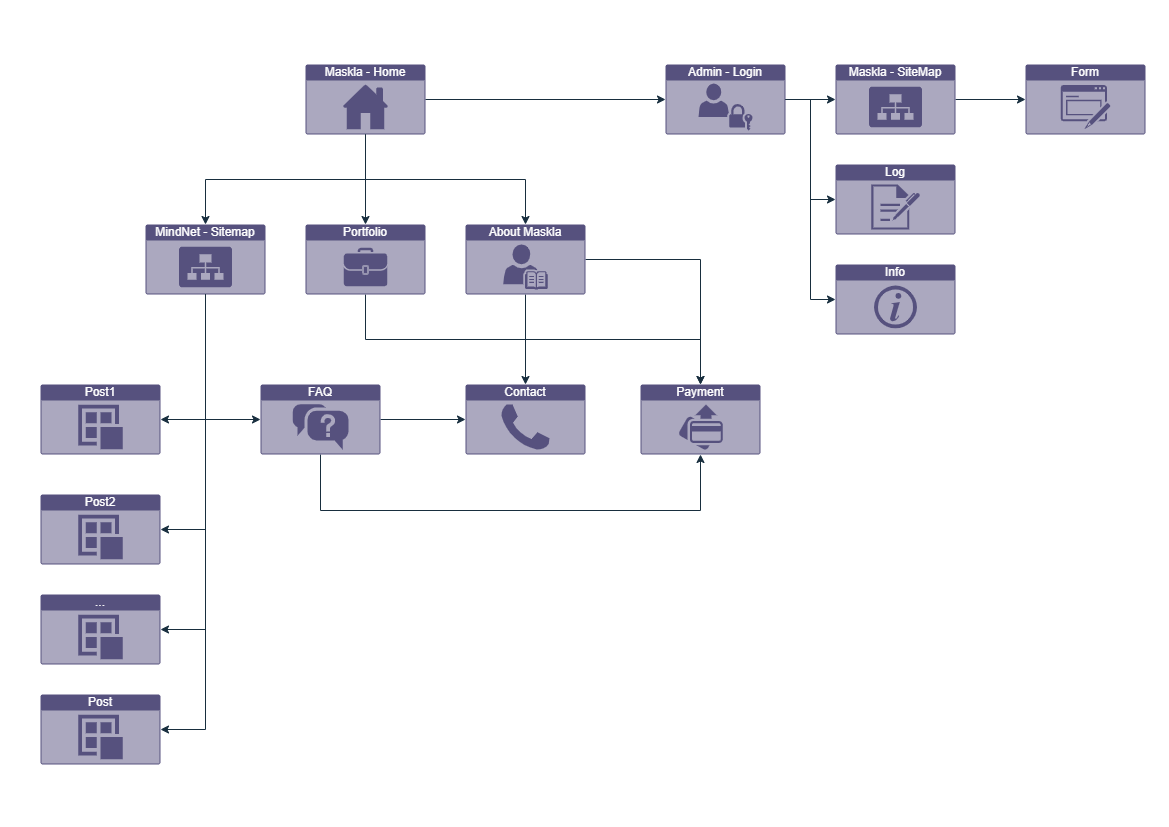 Maskla - Home
Admin - Login
Maskla - SiteMap
Form
Log
MindNet - Sitemap
Portfolio
About Maskla
Info
Post1
FAQ
?
Contact
Payment
Post2
...
Post